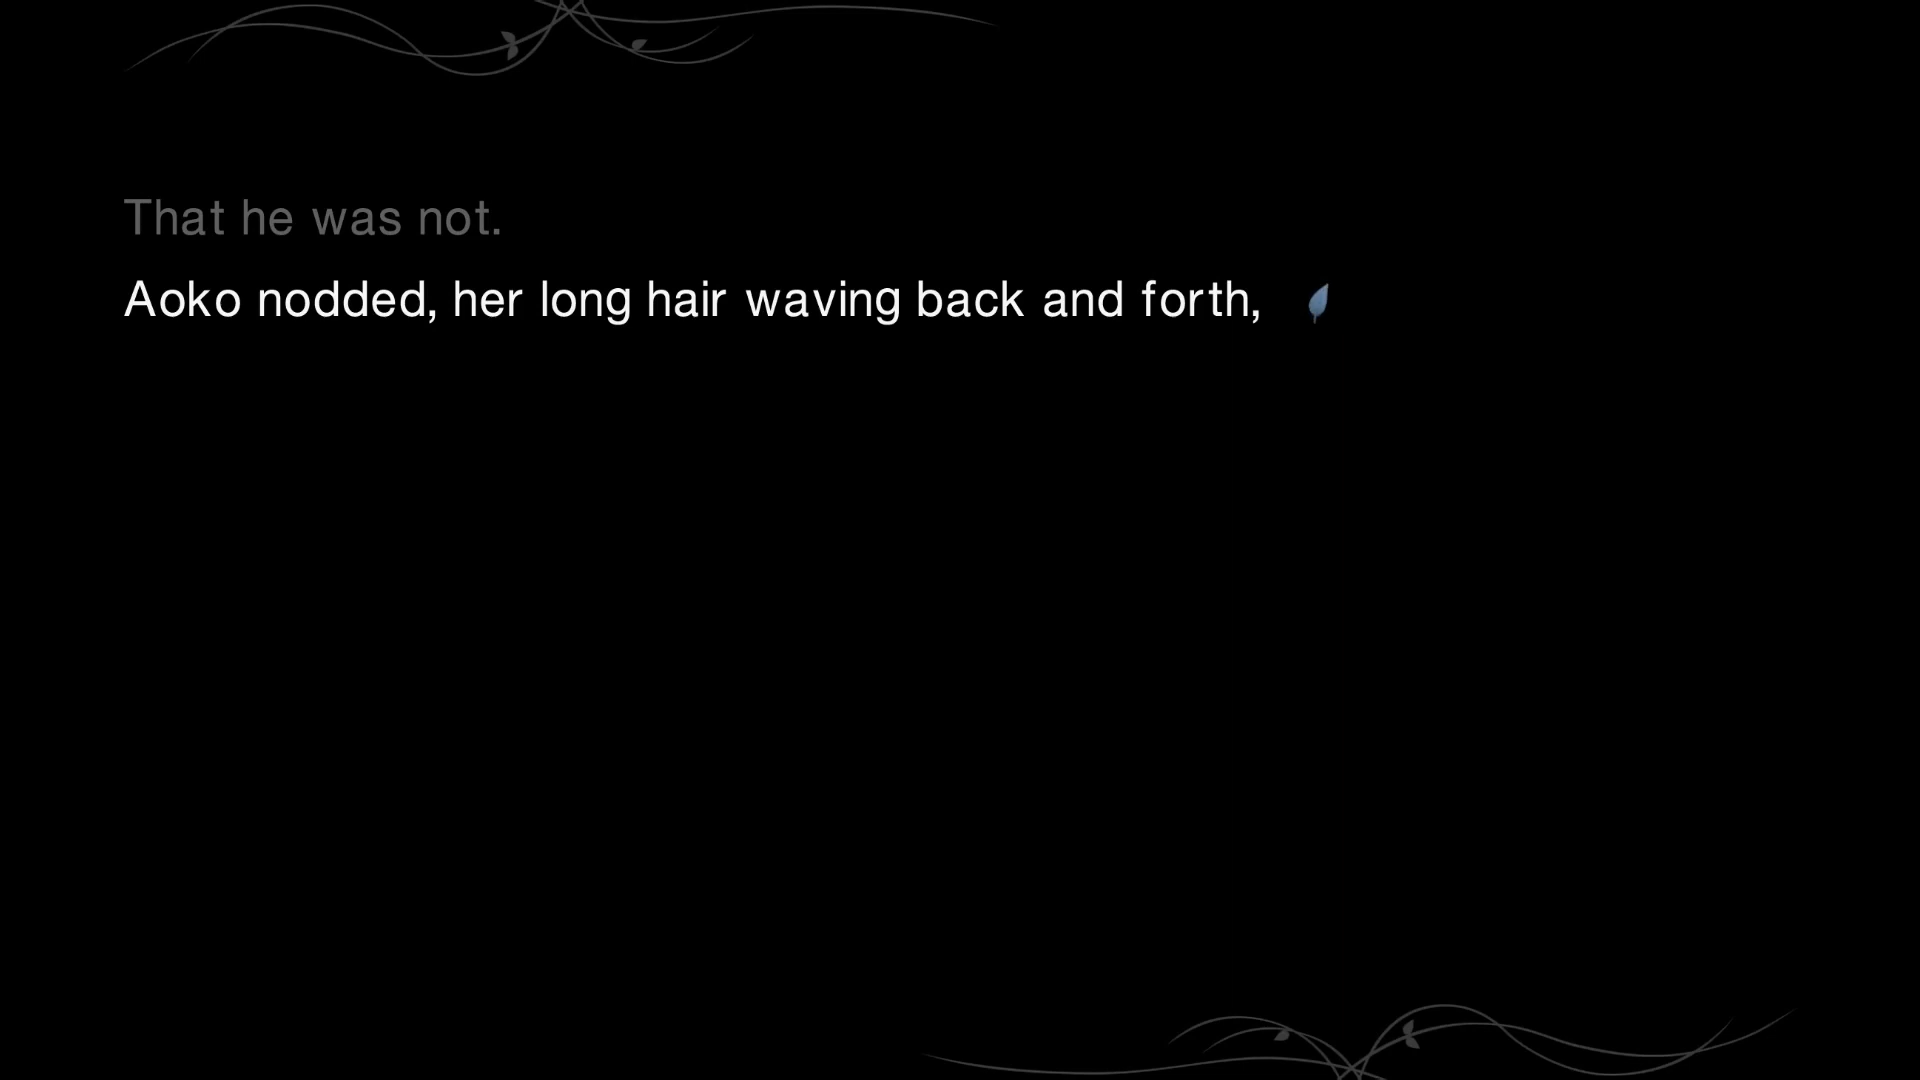 That he was not.
Aoko nodded, her long hair waving back and forth,